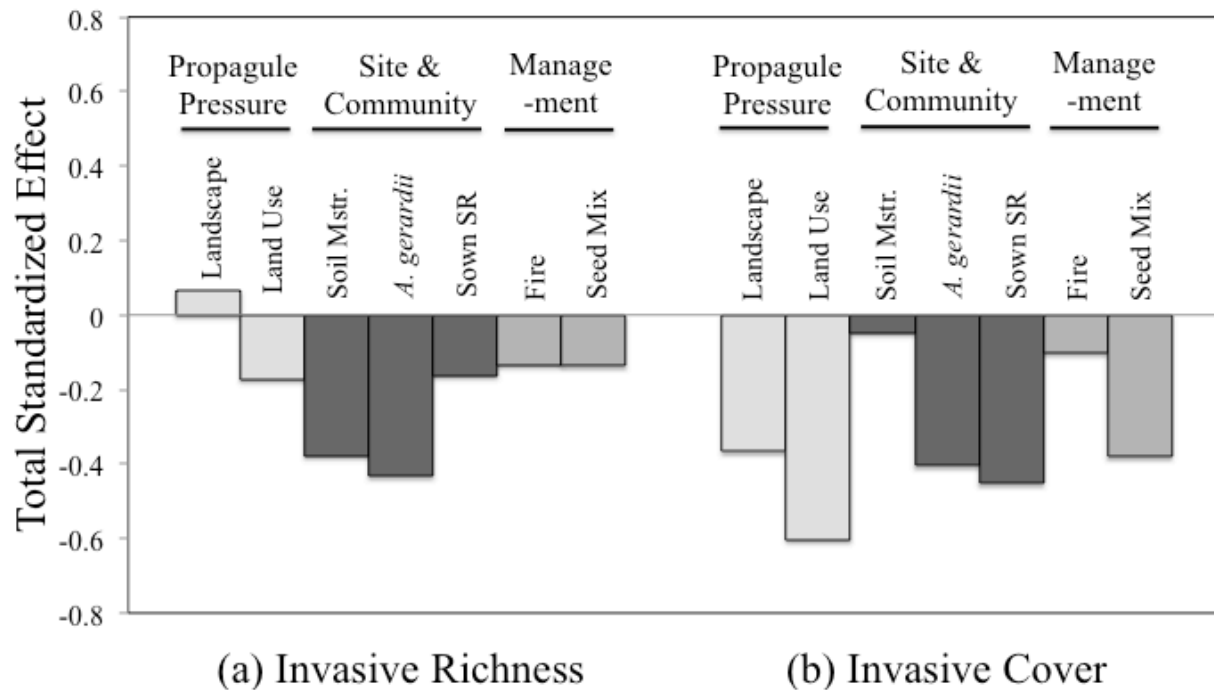 Total Standardized Effect
0.8
0.6
0.4
0.2
0
-0.2
-0.4
-0.6
-0.8
Propagule
Pressure
Site &
Community
Manage
-ment
Landscape
Land Use
Soil Mstr.
A. gerardii
Sown SR
Fire
Seed Mix
(a) Invasive Richness
Propagule
Pressure
Site &
Community
Manage
-ment
Landscape
Land Use
Soil Mstr.
A. gerardii
Sown SR
Fire
Seed Mix
(b) Invasive Cover